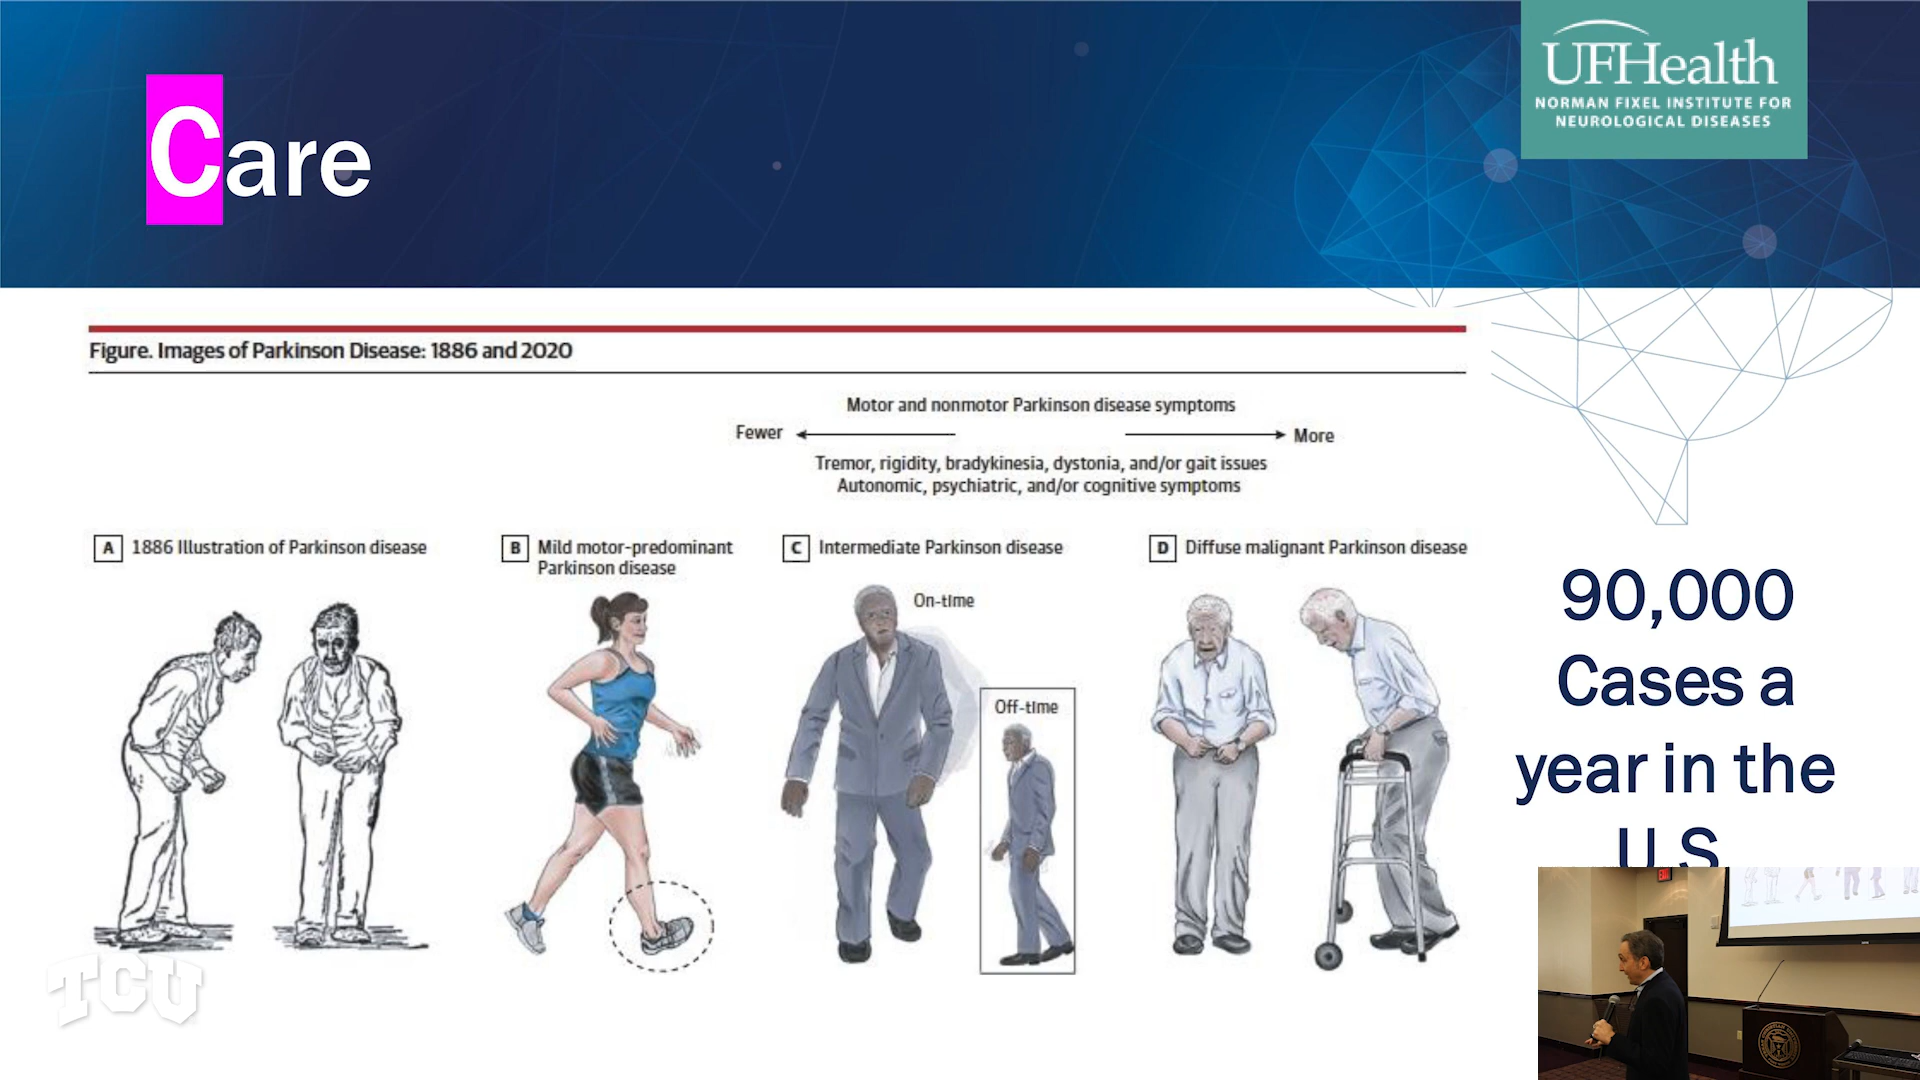 Care
UFHealth
NORMAN FIXEL INSTITUTE FOR
NEUROLOGICAL DISEASES
Figure. Images of Parkinson Disease: 1886 and 2020
Motor and nonmotor Parkinson disease symptoms
Fewer
More
Tremor, rigidity, bradykinesia, dystonia, and/or gait issues
Autonomic, psychiatric, and/or cognitive symptoms
A 1886 Illustration of Parkinson disease
B Mild motor-predominant
Parkinson disease
C Intermediate Parkinson disease
D Diffuse malignant Parkinson disease
On-time
Off-time
90,000
Cases a
year in the
U.S
TCU
EXIT